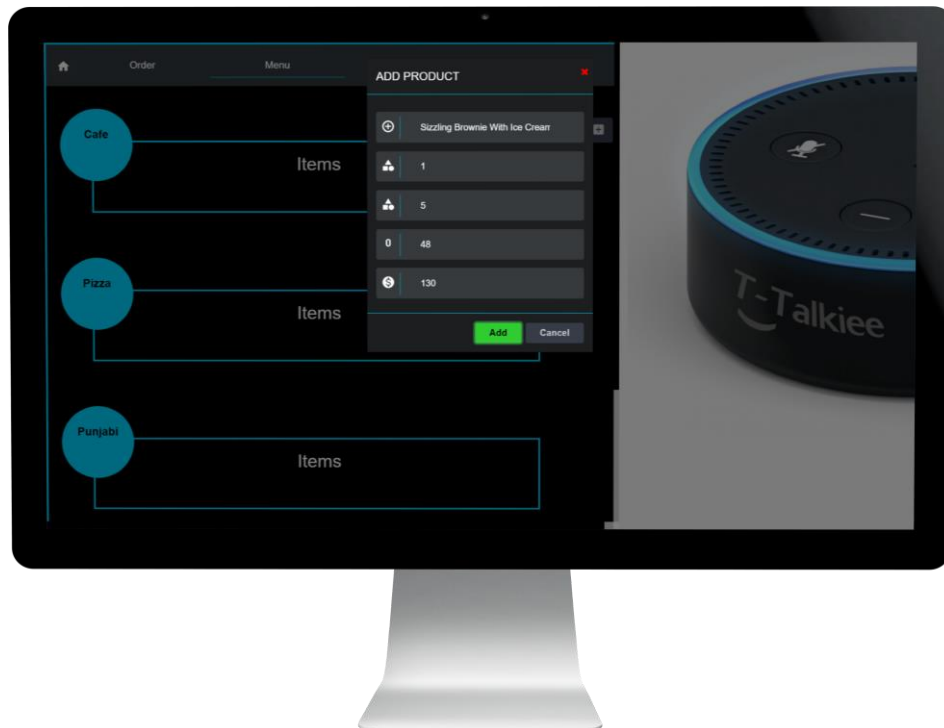 Order
Menu
ADD PRODUCT
Cafe
Items
Sizzling Brownie With Ice Cream
1
5
0
48
130
Add
Cancel
Pizza
Items
Punjabi
Items
T-Talkiee